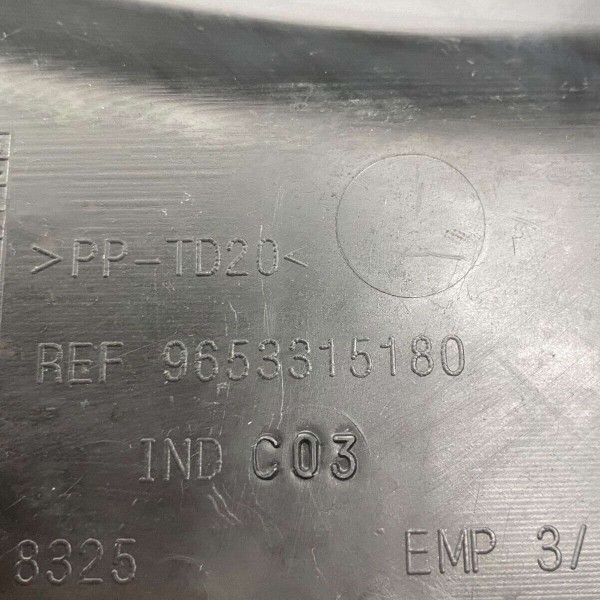 >PP-TD20<
REF 9653315180
IND C03
8325 EMP 3/